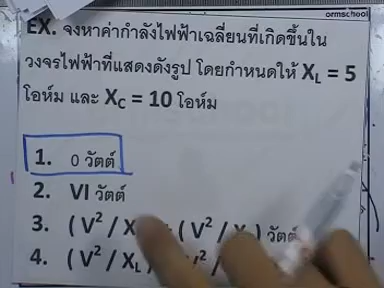 ormschool
EX. จงหาค่ากำลังไฟฟ้าเฉลี่ยที่เกิดขึ้นใน
วงจรไฟฟ้าที่แสดงดังรูป โดยกำหนดให้ X_L = 5
โอห์ม และ X_C = 10 โอห์ม
1. 0 วัตต์
2. VI วัตต์
3. ( V² / X ( V² / X ) วัตต์
4. ( V² / X_L